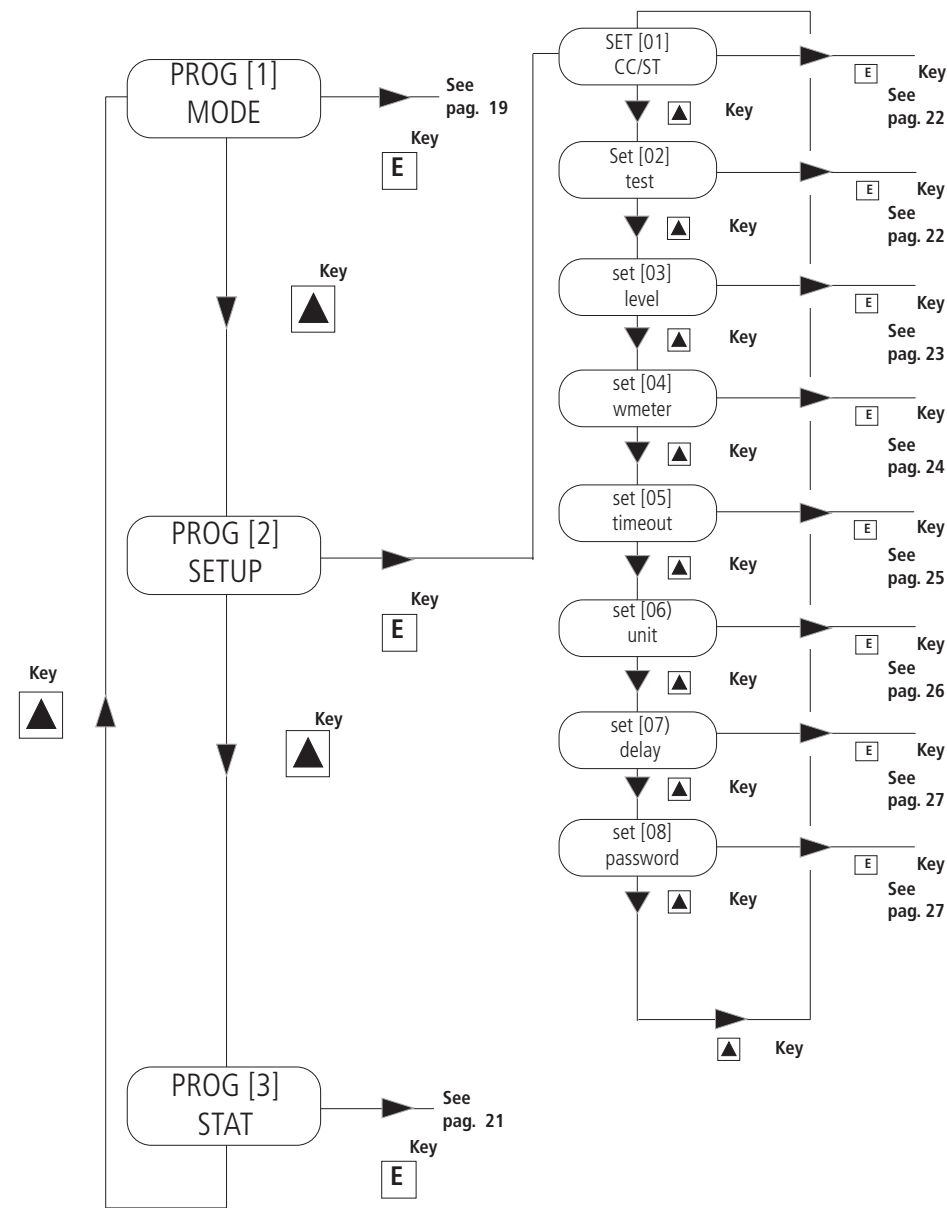 PROG [1]
MODE
See
pag. 19
Key
E
Key
PROG [2]
SETUP
Key
E
Key
Key
PROG [3]
STAT
See
pag. 21
Key
E
SET [01]
CC/ST
E Key
See
pag. 22
Key
Set [02]
test
E Key
See
pag. 22
Key
set [03]
level
E Key
See
pag. 23
Key
set [04]
wmeter
E Key
See
pag. 24
Key
set [05]
timeout
E Key
See
pag. 25
Key
set [06)
unit
E Key
See
pag. 26
Key
set [07)
delay
E Key
See
pag. 27
Key
set [08]
password
E Key
See
pag. 27
Key
Key